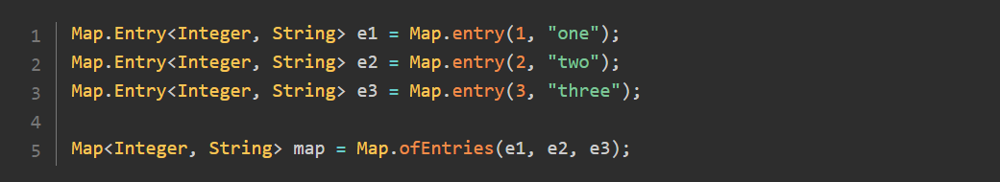 1 Map.Entry<Integer, String> e1 = Map.entry(1, "one");
2 Map.Entry<Integer, String> e2 = Map.entry(2, "two");
3 Map.Entry<Integer, String> e3 = Map.entry(3, "three");
4
5 Map<Integer, String> map = Map.ofEntries(e1, e2, e3);